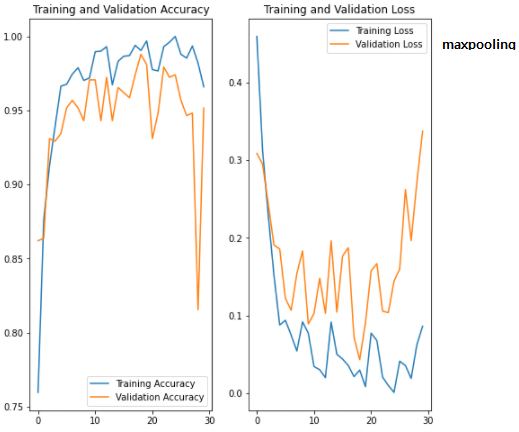 Training and Validation Accuracy
1.00
0.95
0.90
0.85
0.80
0.75
0
10
20
30
Training Accuracy
Validation Accuracy
Training and Validation Loss
0.4
0.3
0.2
0.1
0.0
0
10
20
30
Training Loss
Validation Loss
maxpooling